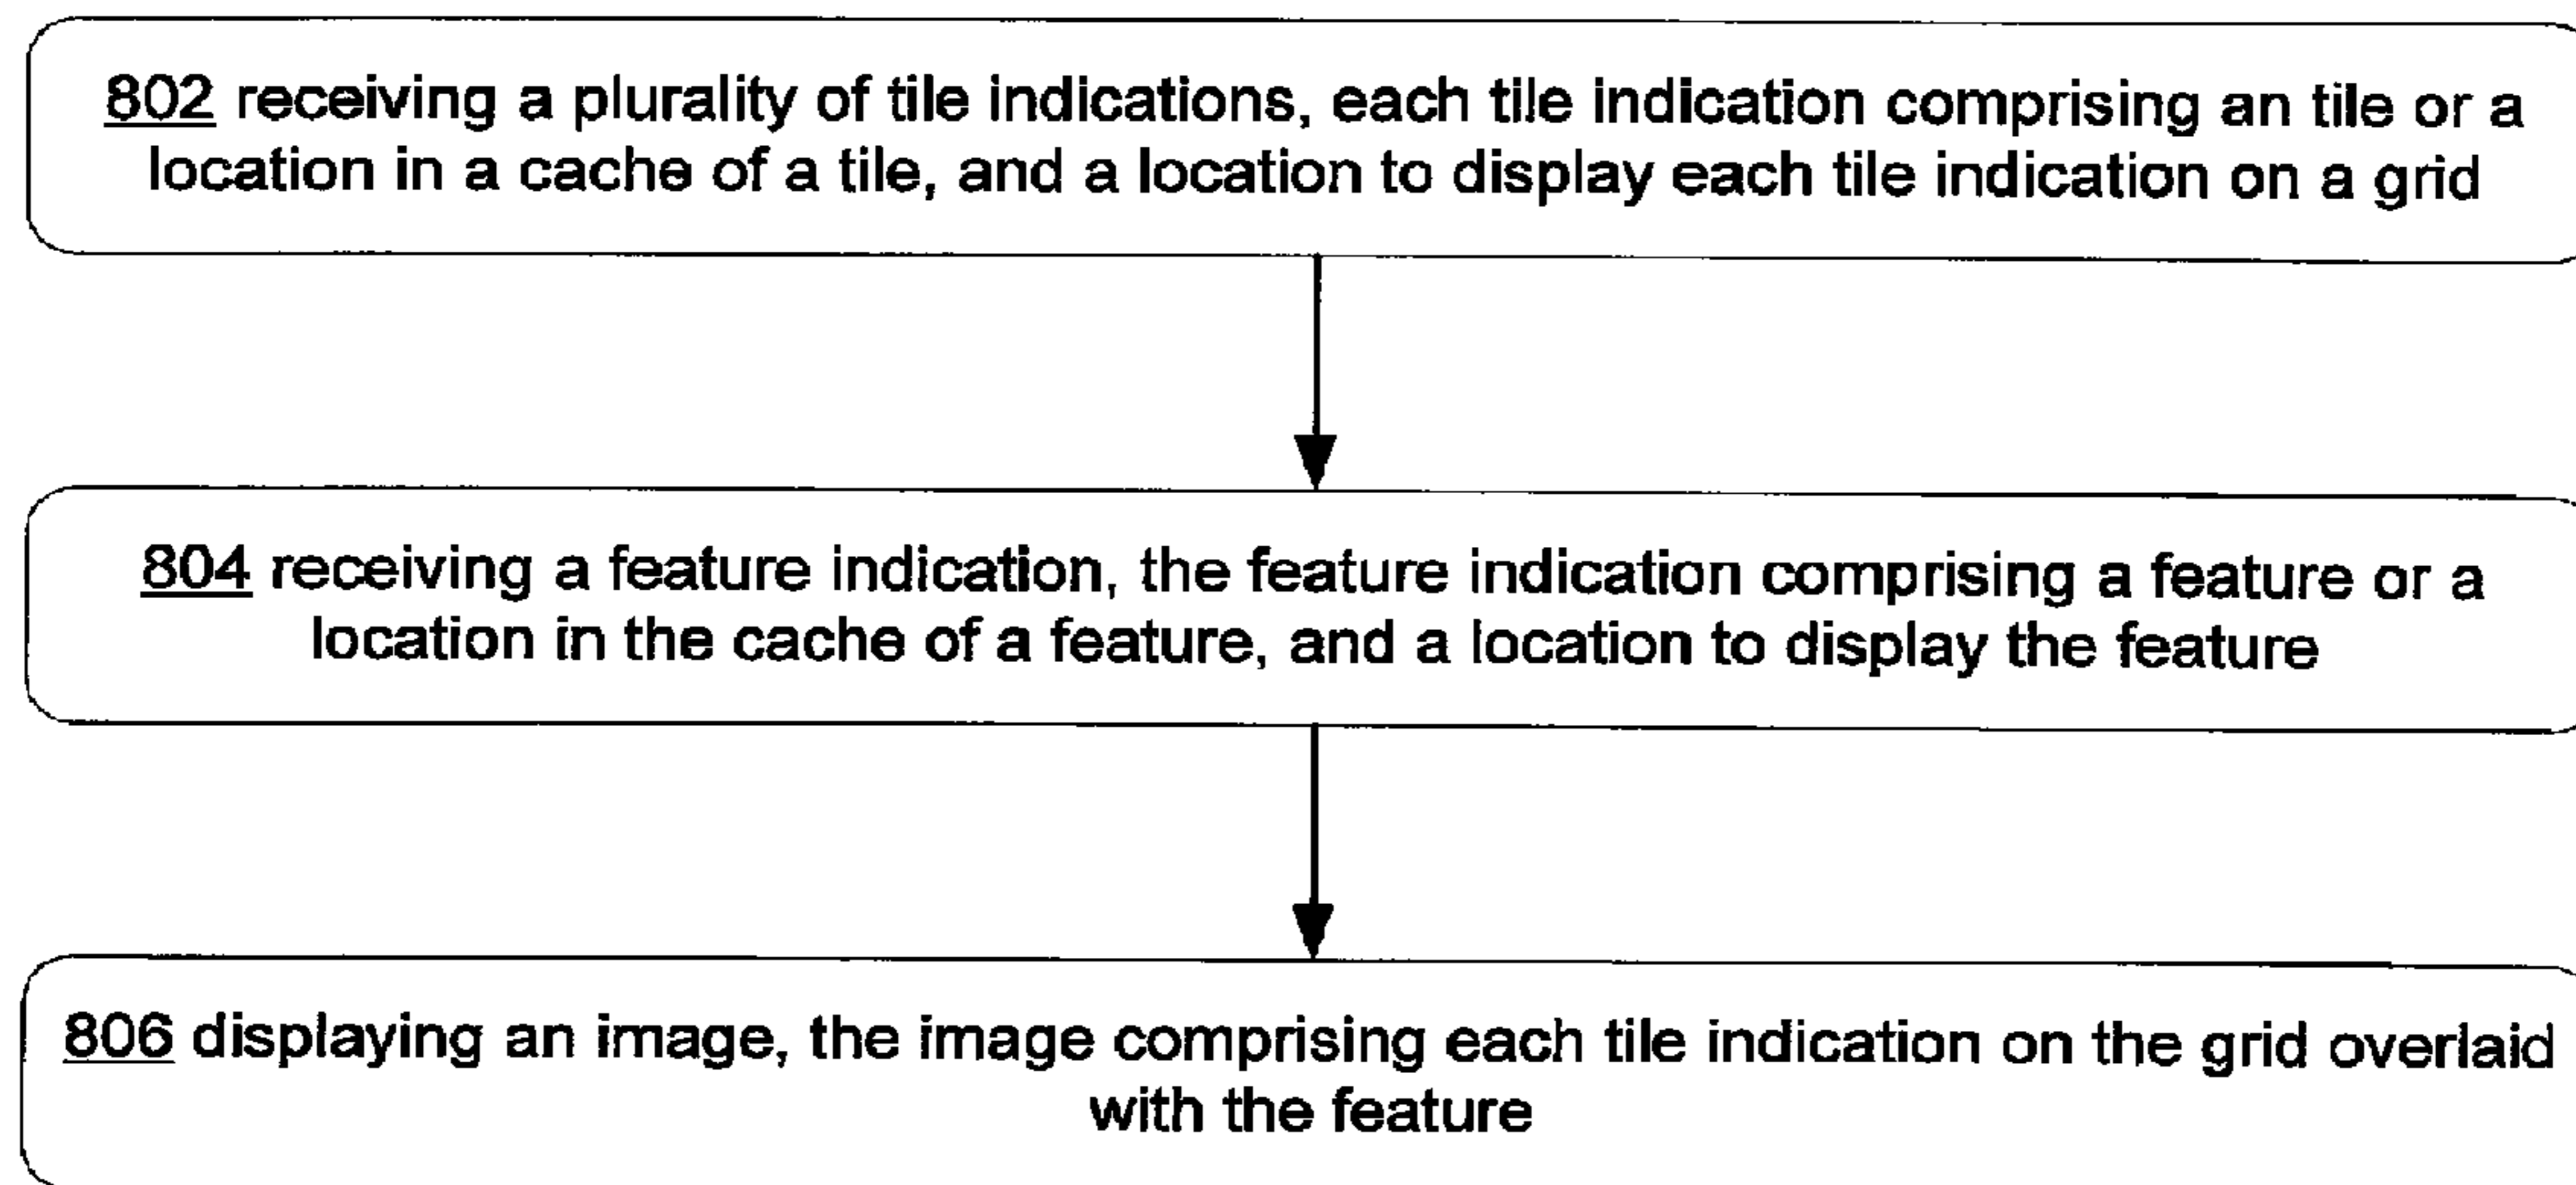 802 receiving a plurality of tile indications, each tile indication comprising an tile or a
location in a cache of a tile, and a location to display each tile indication on a grid
804 receiving a feature indication, the feature indication comprising a feature or a
location in the cache of a feature, and a location to display the feature
806 displaying an image, the image comprising each tile indication on the grid overlaid
with the feature